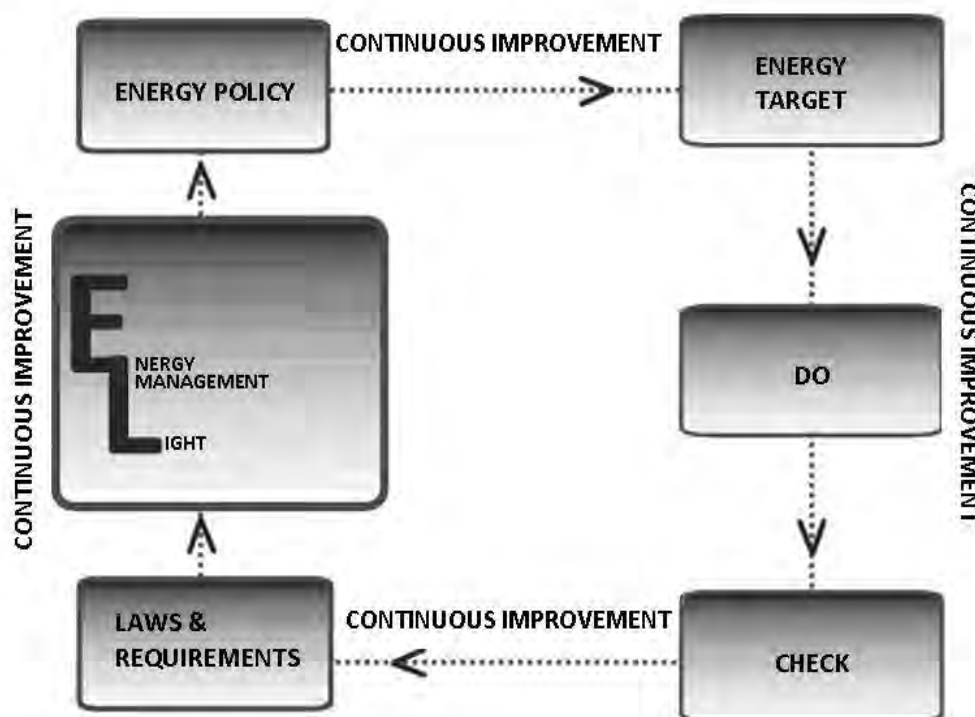 CONTINUOUS IMPROVEMENT
ENERGY POLICY
ENERGY
TARGET
CONTINUOUS IMPROVEMENT
CONTINUOUS IMPROVEMENT
E
NERGY
MANAGEMENT
L
IGHT
DO
LAWS &
REQUIREMENTS
CONTINUOUS IMPROVEMENT
CHECK